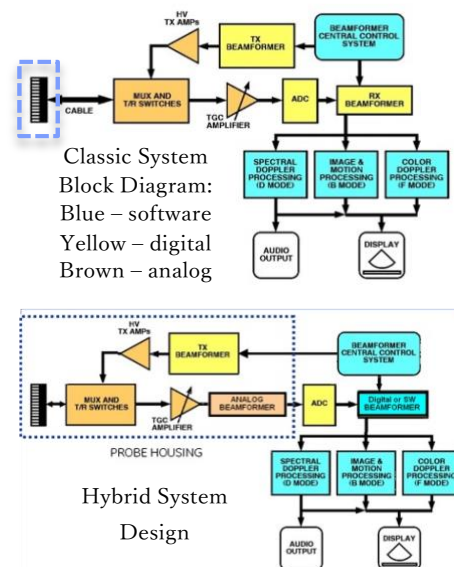 HV
TX AMPs
TX
BEAMFORMER
BEAMFORMER
CENTRAL CONTROL
SYSTEM
CABLE
MUX AND
T/R SWITCHES
TGC
AMPLIFIER
ADC
RX
BEAMFORMER
Classic System
Block Diagram:
Blue – software
Yellow – digital
Brown – analog
SPECTRAL
DOPPLER
PROCESSING
(D MODE)
IMAGE &
MOTION
PROCESSING
(B MODE)
COLOR
DOPPLER
PROCESSING
(F MODE)
AUDIO
OUTPUT
DISPLAY
HV
TX AMPs
TX
BEAMFORMER
BEAMFORMER
CENTRAL CONTROL
SYSTEM
MUX AND
T/R SWITCHES
TGC
AMPLIFIER
ANALOG
BEAMFORMER
ADC
Digital or SW
BEAMFORMER
PROBE HOUSING
Hybrid System
Design
SPECTRAL
DOPPLER
PROCESSING
(D MODE)
IMAGE &
MOTION
PROCESSING
(B MODE)
COLOR
DOPPLER
PROCESSING
(F MODE)
AUDIO
OUTPUT
DISPLAY